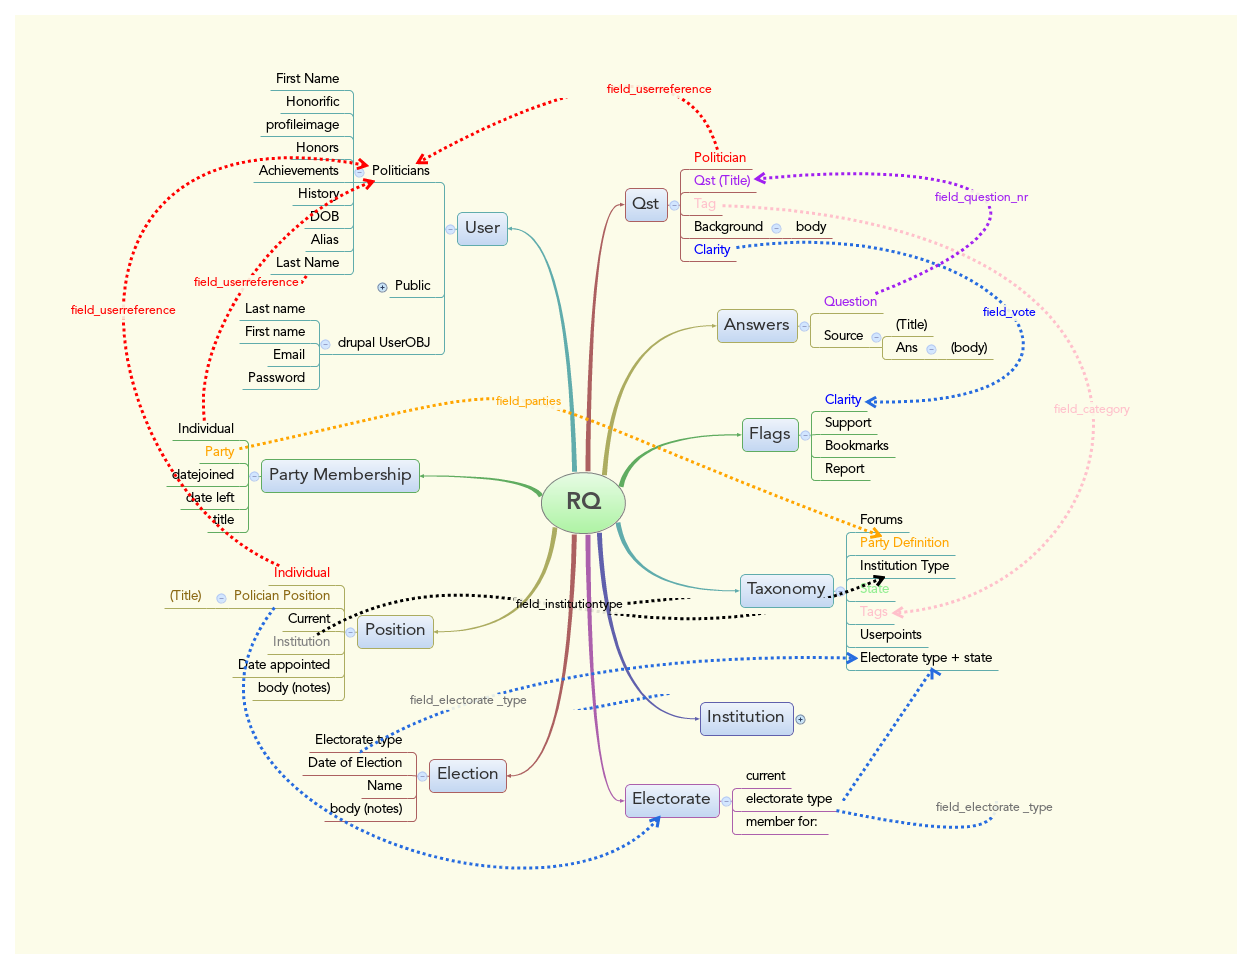 First Name
Honorific
profileimage
Honors
Achievements
History
DOB
Alias
Last Name
Politicians
Public
User
Last name
First name
Email
Password
drupal UserOBJ
field_userreference
field_userreference
field_userreference
Politician
Qst (Title)
Tag
Background
body
Clarity
Qst
field_question_nr
field_vote
Question
Source
(Title)
Ans
(body)
Answers
field_category
Clarity
Support
Bookmarks
Report
Flags
field_parties
Individual
Party
datejoined
date left
title
Party Membership
RQ
Forums
Party Definition
Institution Type
State
Tags
Userpoints
Electorate type + state
Taxonomy
field_institutiontype
Individual
(Title)
Polician Position
Current
Institution
Date appointed
body (notes)
Position
field_electorate _type
Institution
Electorate type
Date of Election
Name
body (notes)
Election
Electorate
current
electorate type
member for:
field_electorate _type